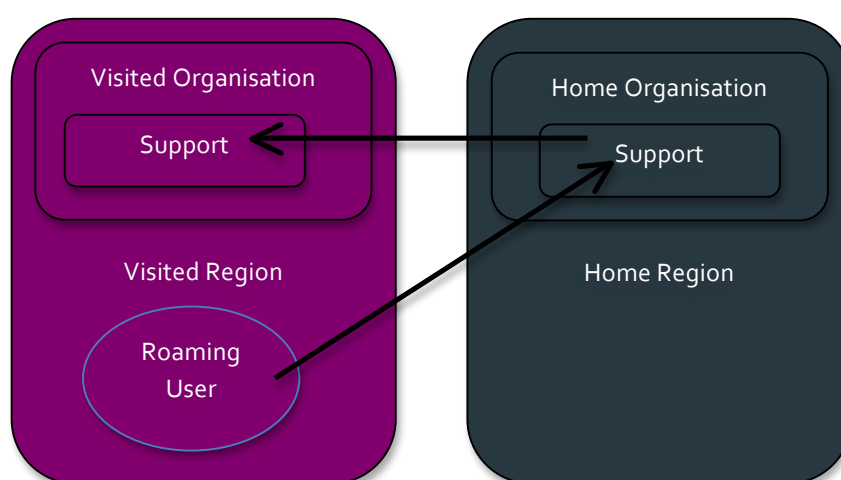 Visited Organisation
Support
Visited Region
Roaming
User
Home Organisation
Support
Home Region